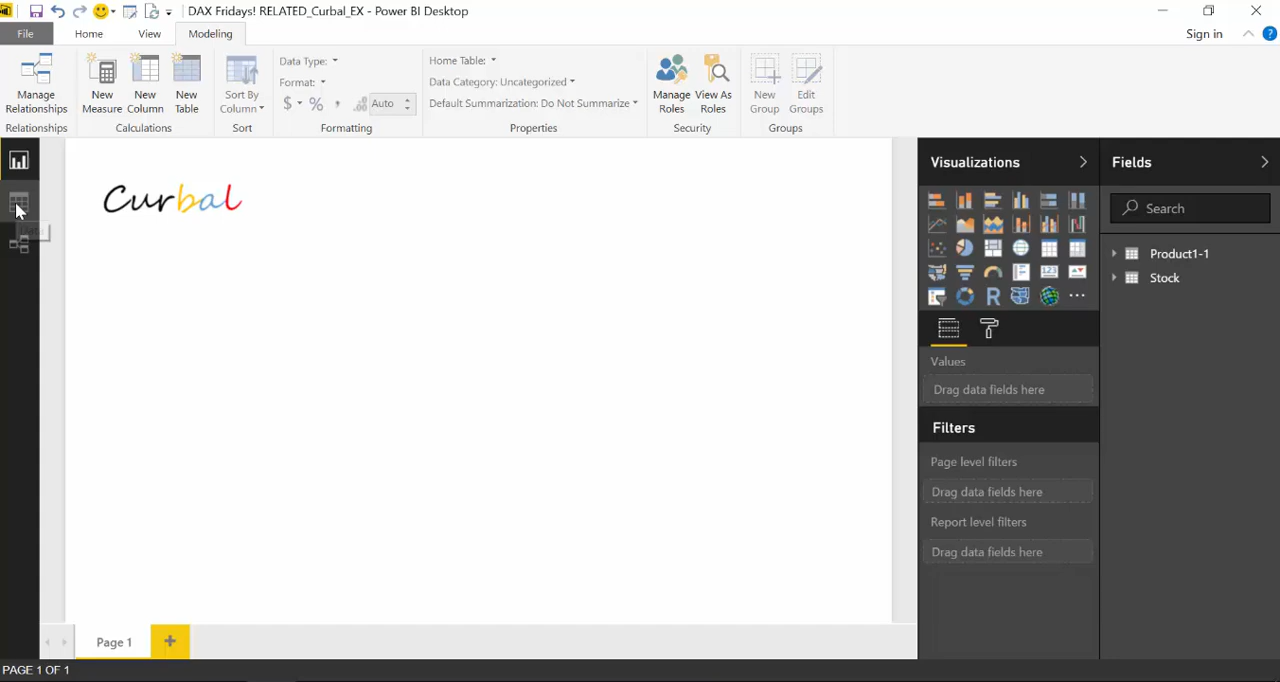 DAX Fridays! RELATED_Curbal_EX - Power BI Desktop
File
Home
View
Modeling
Sign in
Manage
Relationships
Relationships
New
Measure
New
Column
New
Table
Calculations
Sort By
Column
Sort
Data Type:
Format:
$ % , Auto
Formatting
Home Table:
Data Category: Uncategorized
Default Summarization: Do Not Summarize
Properties
Manage
Roles
View As
Roles
Security
New
Group
Edit
Groups
Groups
Curbal
Visualizations
R
Values
Drag data fields here
Filters
Page level filters
Drag data fields here
Report level filters
Drag data fields here
Fields
Search
Product1-1
Stock
Page 1
PAGE 1 OF 1